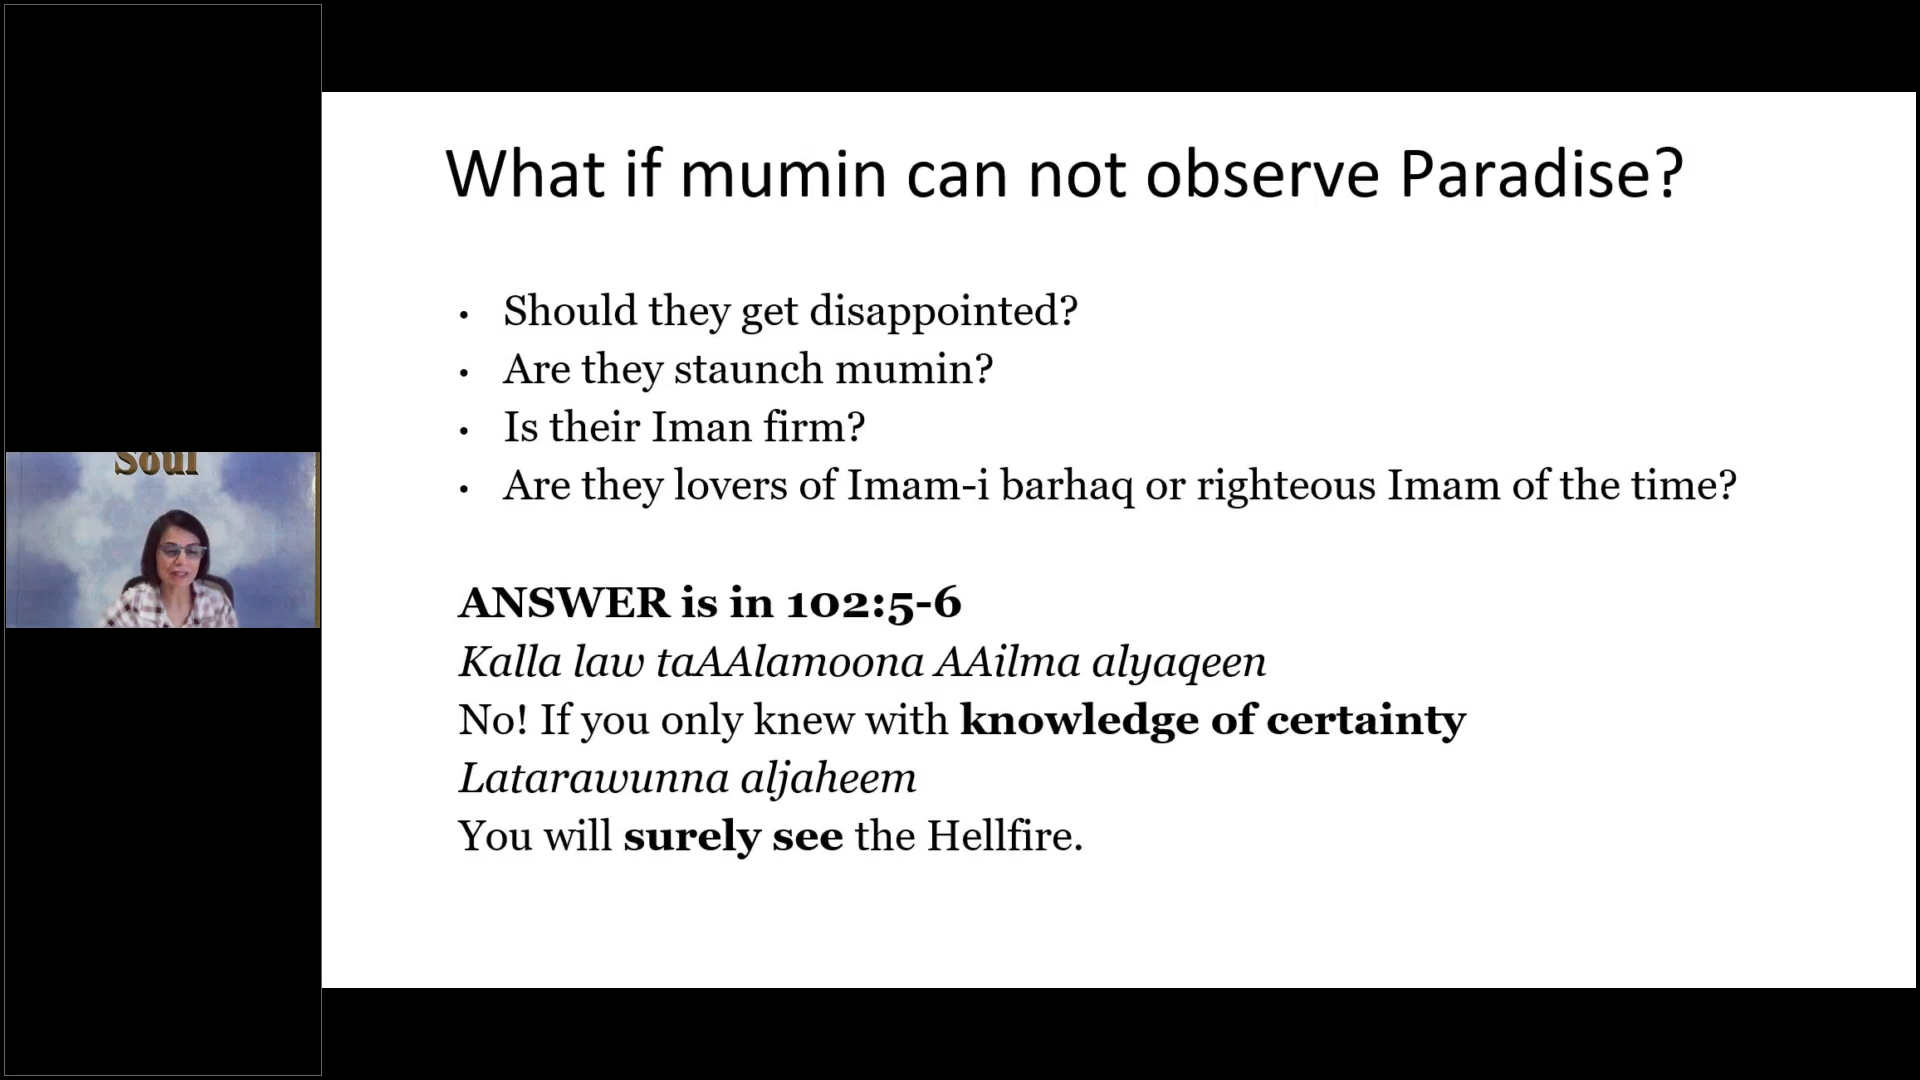 What if mumin can not observe Paradise?
• Should they get disappointed?
• Are they staunch mumin?
• Is their Iman firm?
• Are they lovers of Imam-i barhaq or righteous Imam of the time?
Soul
ANSWER is in 102:5-6
Kalla law taAAlamoona AAilma alyaqeen
No! If you only knew with knowledge of certainty
Latarawunna aljaheem
You will surely see the Hellfire.